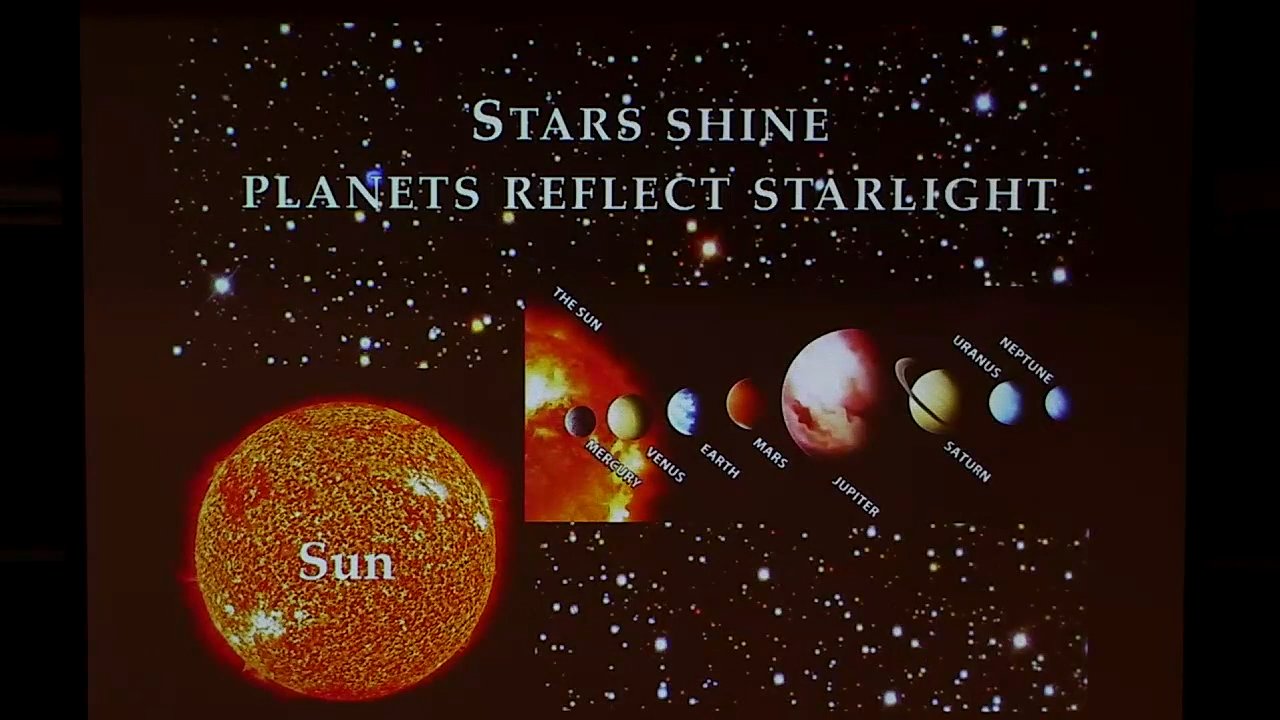 STARS SHINE
PLANETS REFLECT STARLIGHT
THE SUN
MERCURY
VENUS
EARTH
MARS
JUPITER
SATURN
URANUS
NEPTUNE
Sun